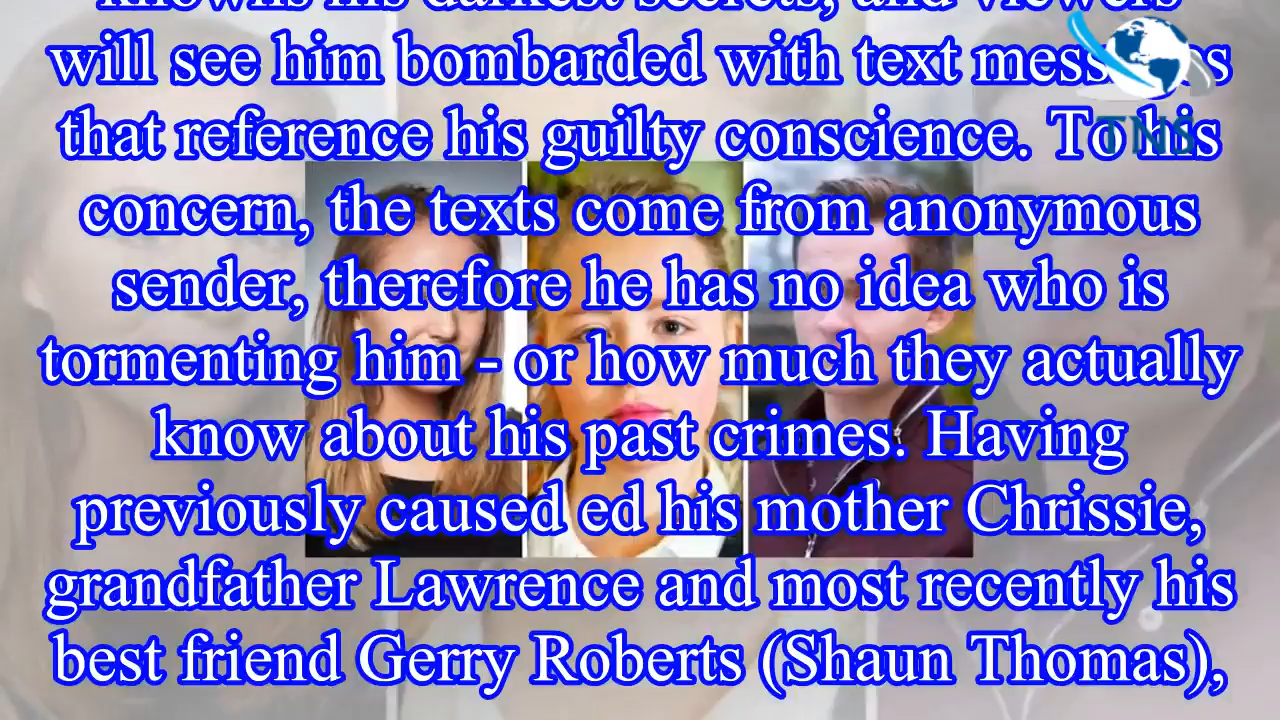 knowns his darkest secrets, and viewers
will see him bombarded with text messages
that reference his guilty conscience. To his
concern, the texts come from anonymous
sender, therefore he has no idea who is
tormenting him - or how much they actually
know about his past crimes. Having
previously caused ed his mother Chrissie,
grandfather Lawrence and most recently his
best friend Gerry Roberts (Shaun Thomas),
TNS